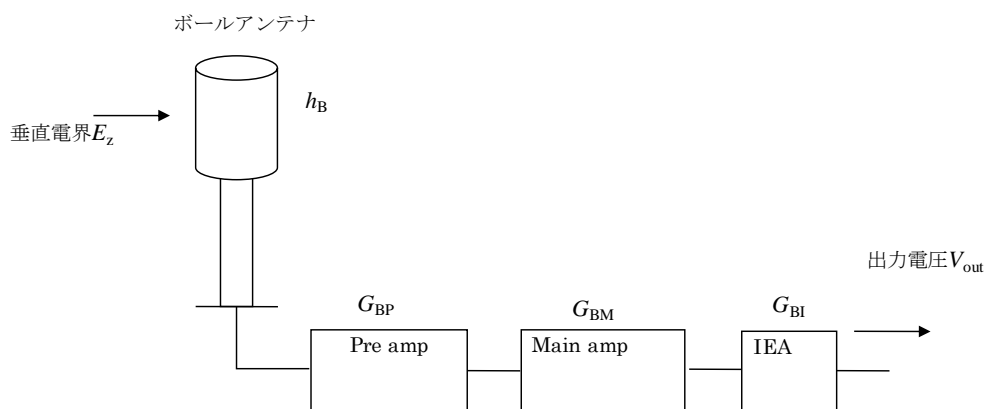 ボールアンテナ
h_B
垂直電界E_z
出力電圧V_out
G_BP
G_BM
G_BI
Pre amp
Main amp
IEA